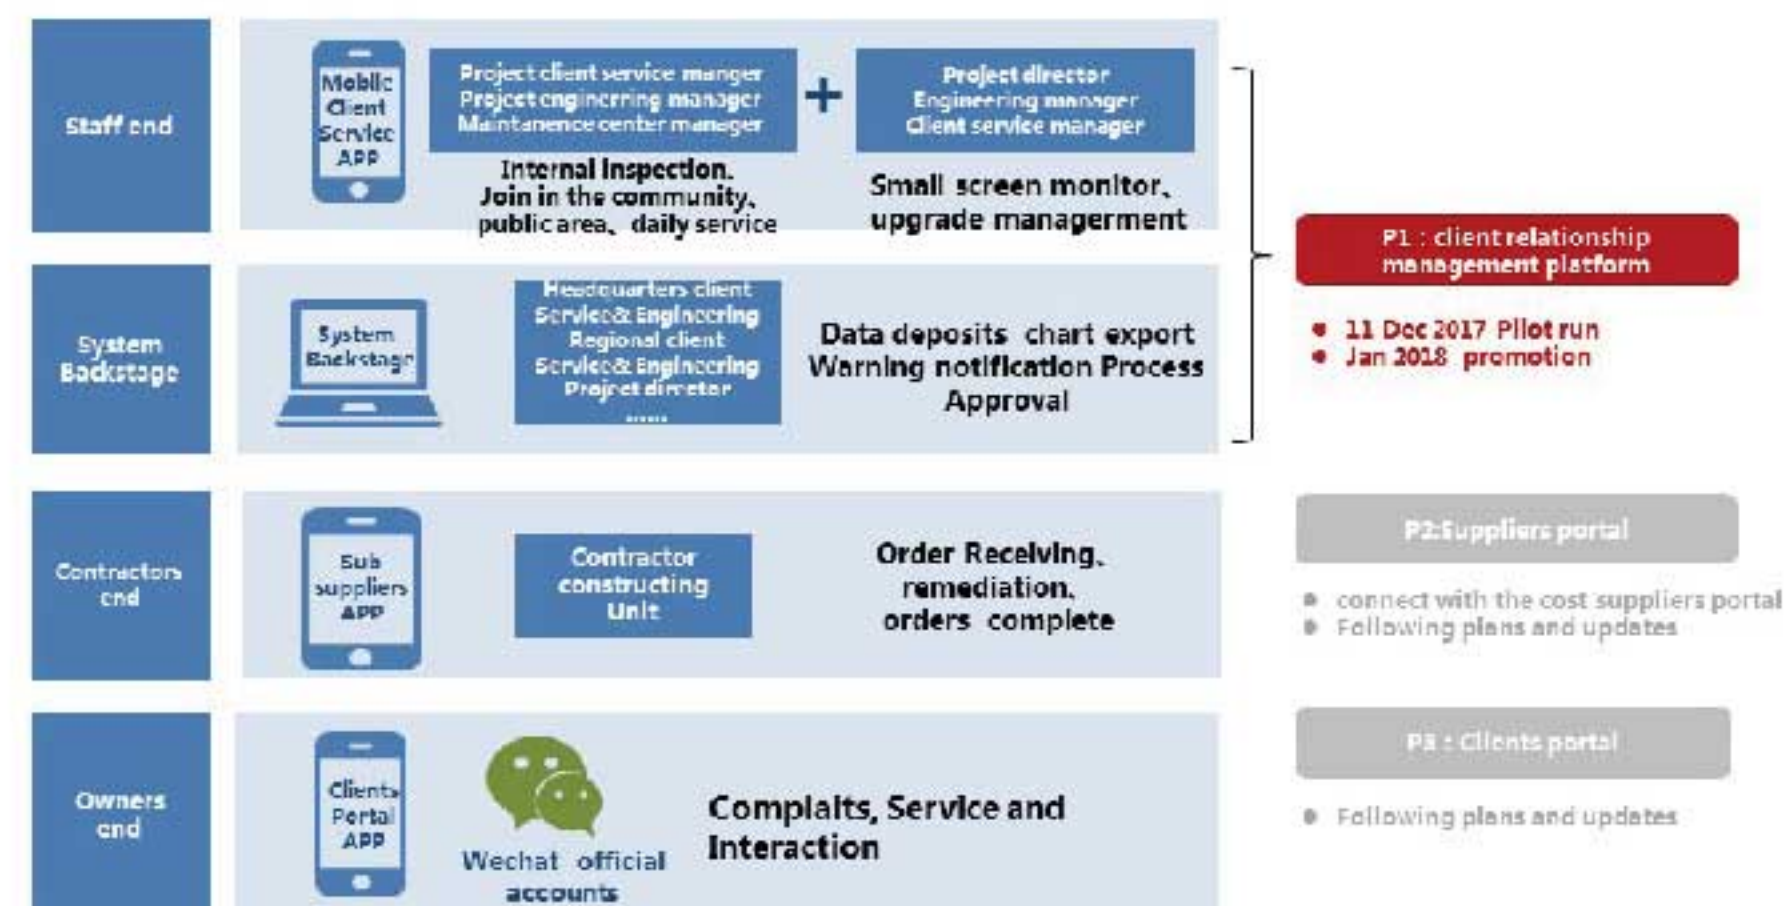 Staff end
Moblie
Client
Service
APP
Project client service manger
Project enginerring manager
Maintanence center manager
+
Project director
Engineering manager
Client service manager
Internal inspection.
Join in the community、
public area、daily service
Small screen monitor、
upgrade managerment
P1 : client relationship
management platform
11 Dec 2017 Pilot run
Jan 2018 promotion
System
Backstage
System
Backstage
Headquarters client
Service& Engineering
Regional client
Service& Engineering
Project director
......
Data deposits chart export
Warning notification Process
Approval
Contractors
end
Sub
suppliers
APP
Contractor
constructing
Unit
Order Receiving、
remediation、
orders complete
P2:Suppliers portal
connect with the cost suppliers portal
Following plans and updates
Owners
end
Clients
Portal
APP
Wechat official
accounts
Complaits, Service and
Interaction
P3 : Clients portal
Following plans and updates